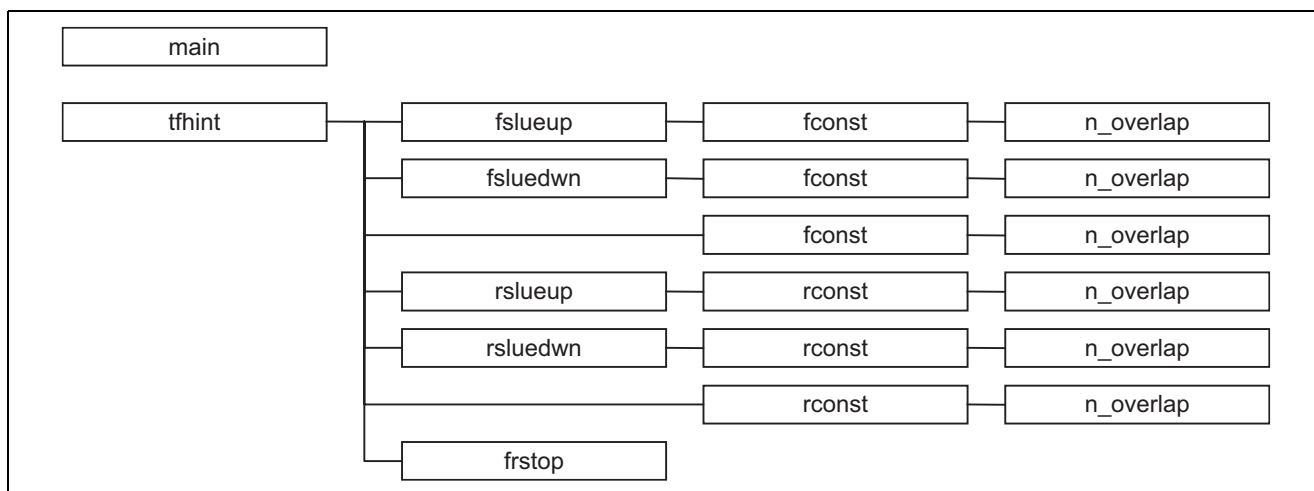 main
tfhint fslueup fconst n_overlap
fsluedwn fconst n_overlap
fconst n_overlap
rslueup rconst n_overlap
rsluedwn rconst n_overlap
rconst n_overlap
frstop